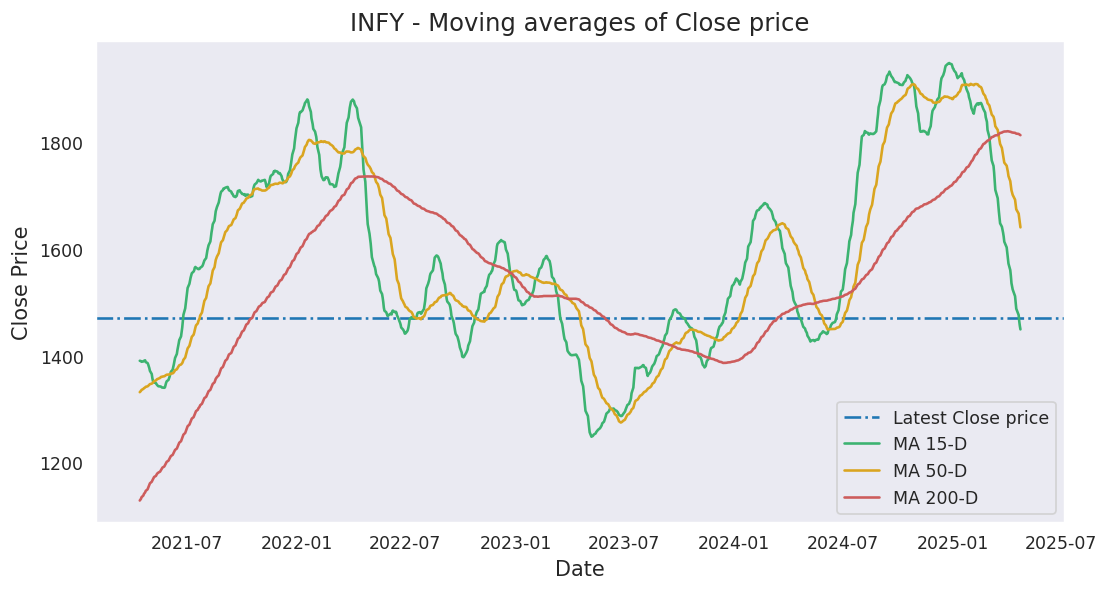 INFY - Moving averages of Close price
Close Price
1800
1600
1400
1200
Latest Close price
MA 15-D
MA 50-D
MA 200-D
2021-07 2022-01 2022-07 2023-01 2023-07 2024-01 2024-07 2025-01 2025-07
Date